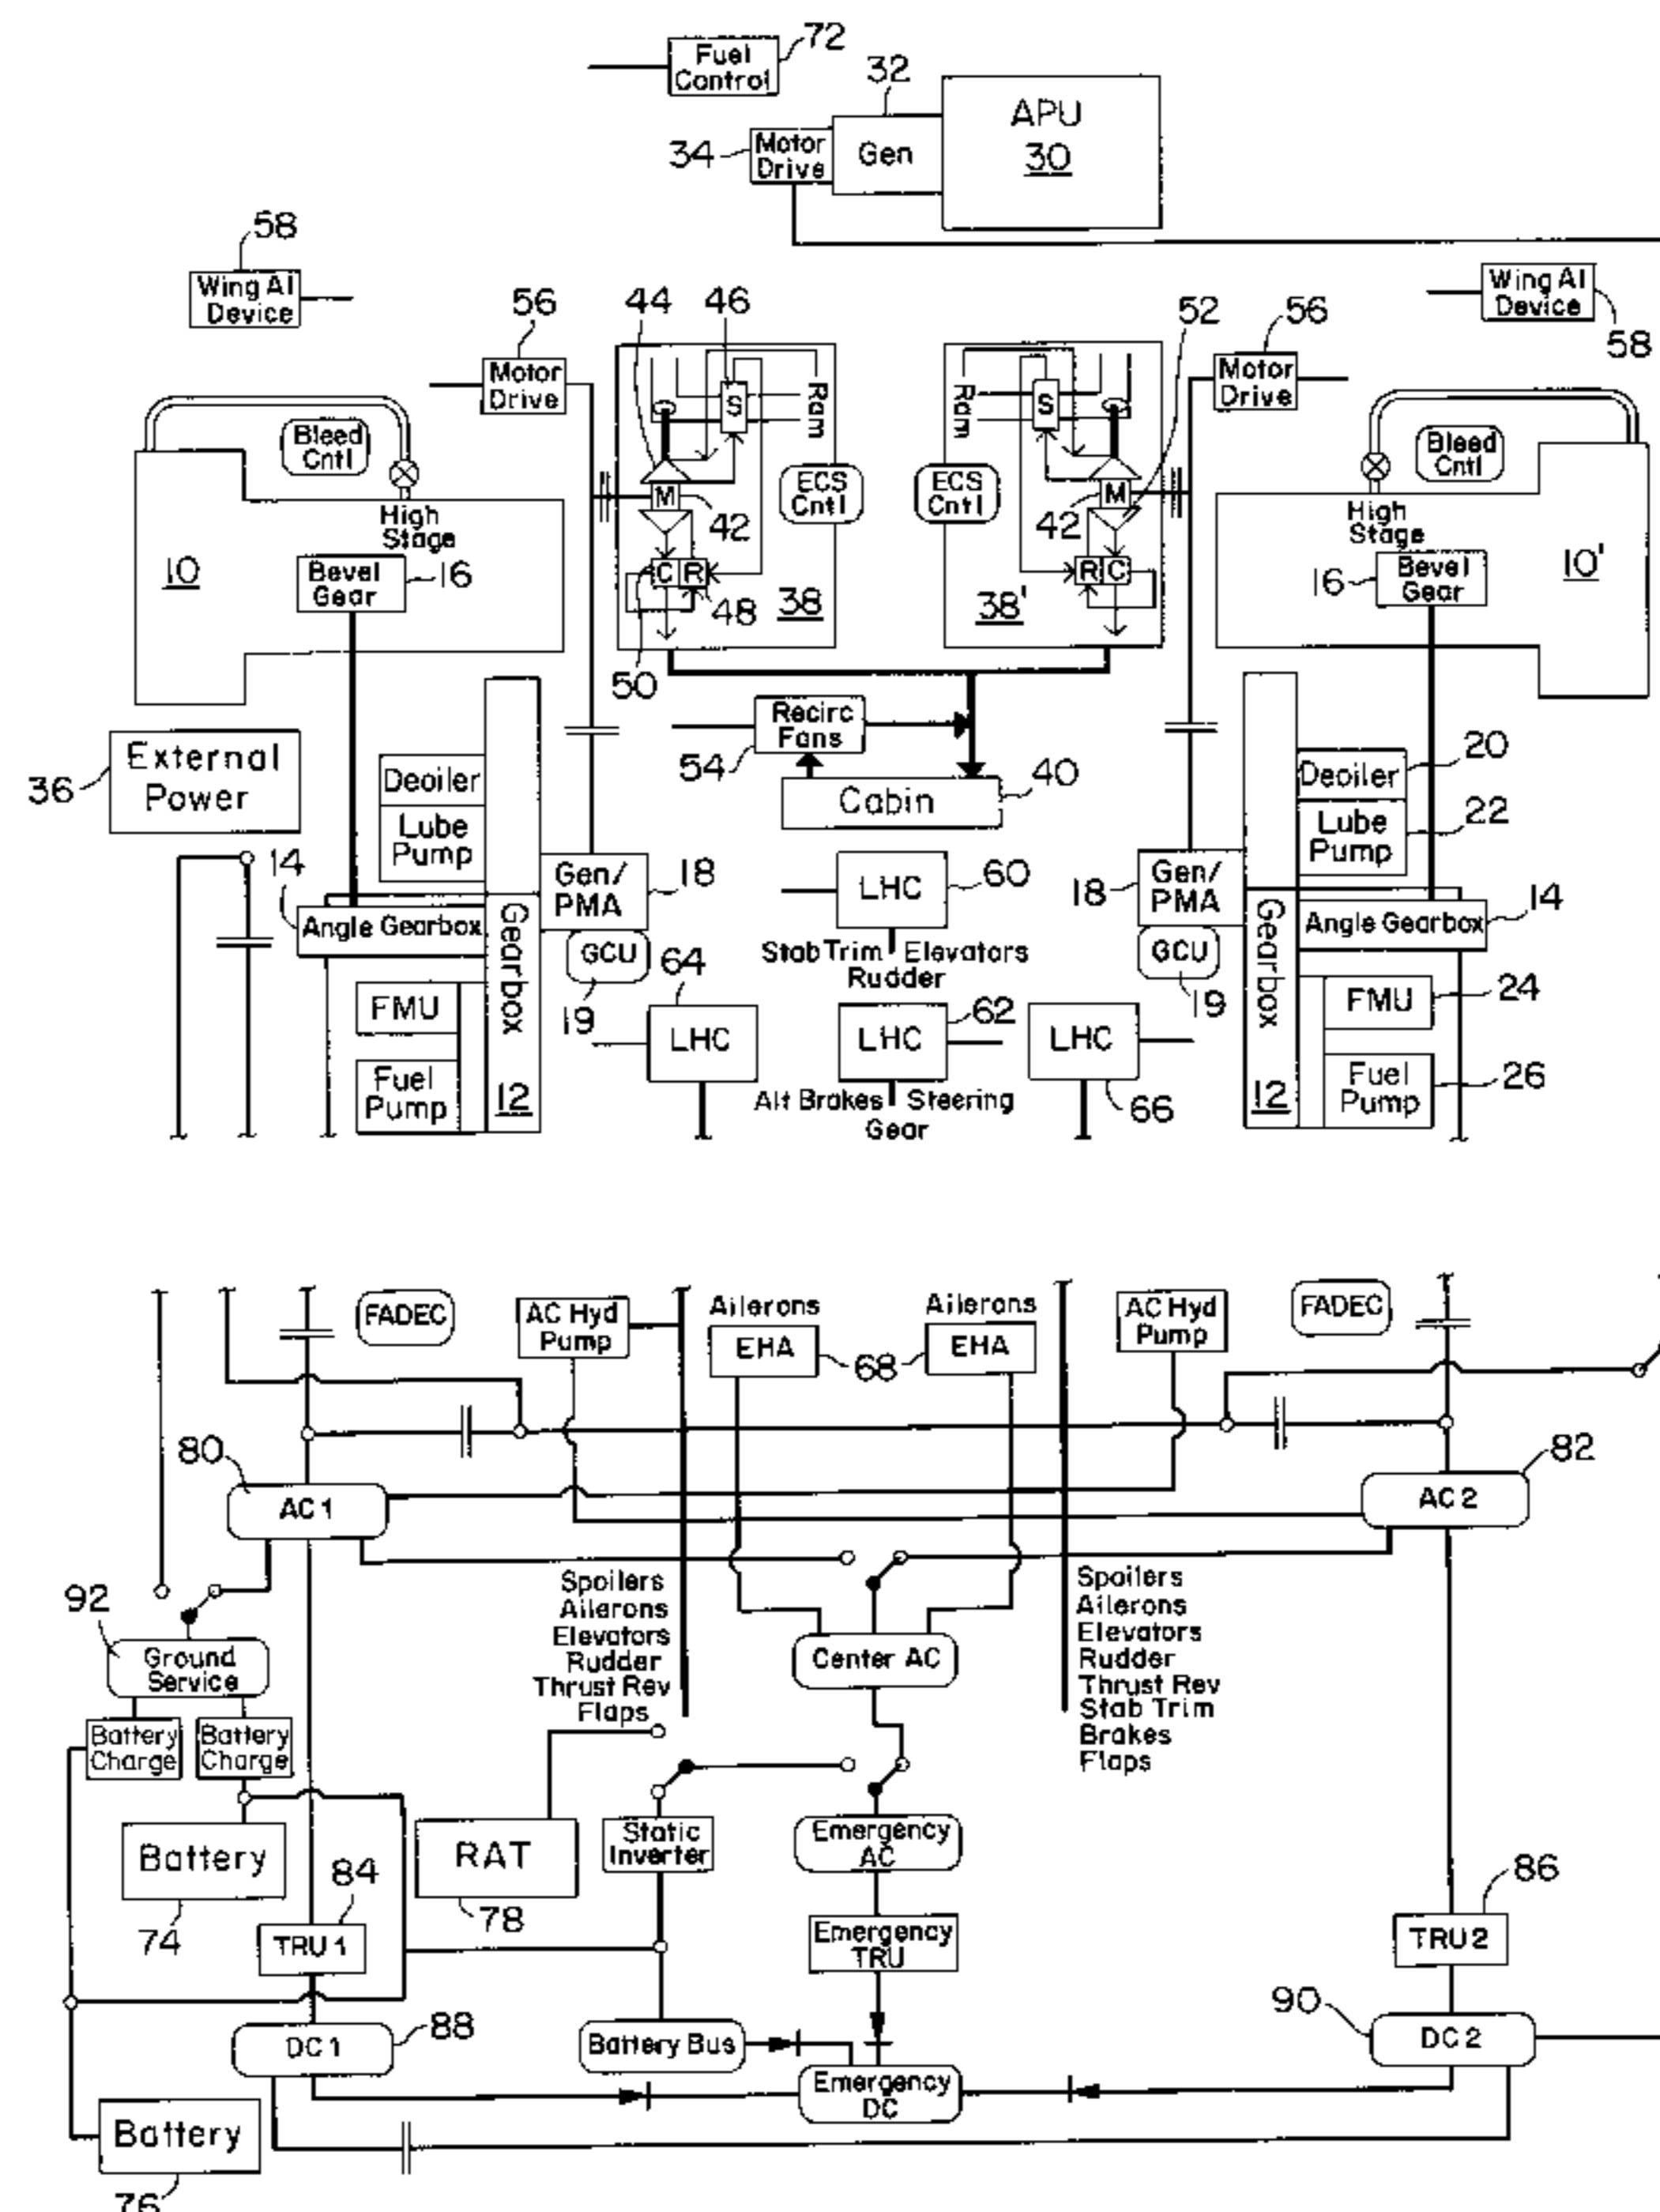 Fuel
Control
72
32
APU
30
34
Motor
Drive
Gen
58
Wing AI
Device
56
44
46
52
56
Wing AI
Device
58
Motor
Drive
Motor
Drive
S
Ram
Ram
S
Bleed
Cntl
Bleed
Cntl
ECS
Cntl
ECS
Cntl
M
42
42
M
High
Stage
High
Stage
10
Bevel
Gear
16
C
R
48
38
38'
R
C
16
Bevel
Gear
10'
50
External
Power
36
Recirc
Fans
54
Deoiler
Lube
Pump
Cabin
40
Deoiler
20
Lube
Pump
22
14
Gen/
PMA
18
LHC
60
18
Gen/
PMA
Angle Gearbox
Gearbox
GCU
19
64
Stab Trim
Elevators
Rudder
GCU
19
Gearbox
Angle Gearbox
14
FMU
LHC
LHC
62
LHC
66
FMU
24
Fuel
Pump
12
Alt Brakes
Steering
Gear
12
Fuel
Pump
26
FADEC
AC Hyd
Pump
Ailerons
EHA
68
Ailerons
EHA
AC Hyd
Pump
FADEC
80
AC 1
82
AC 2
92
Ground
Service
Spoilers
Ailerons
Elevators
Rudder
Thrust Rev
Flaps
Center AC
Spoilers
Ailerons
Elevators
Rudder
Thrust Rev
Stab Trim
Brakes
Flaps
Battery
Charge
Battery
Charge
Battery
74
84
TRU 1
RAT
78
Static
Inverter
Emergency
AC
Emergency
TRU
86
TRU 2
DC 1
88
Battery Bus
Emergency
DC
90
DC 2
Battery
76